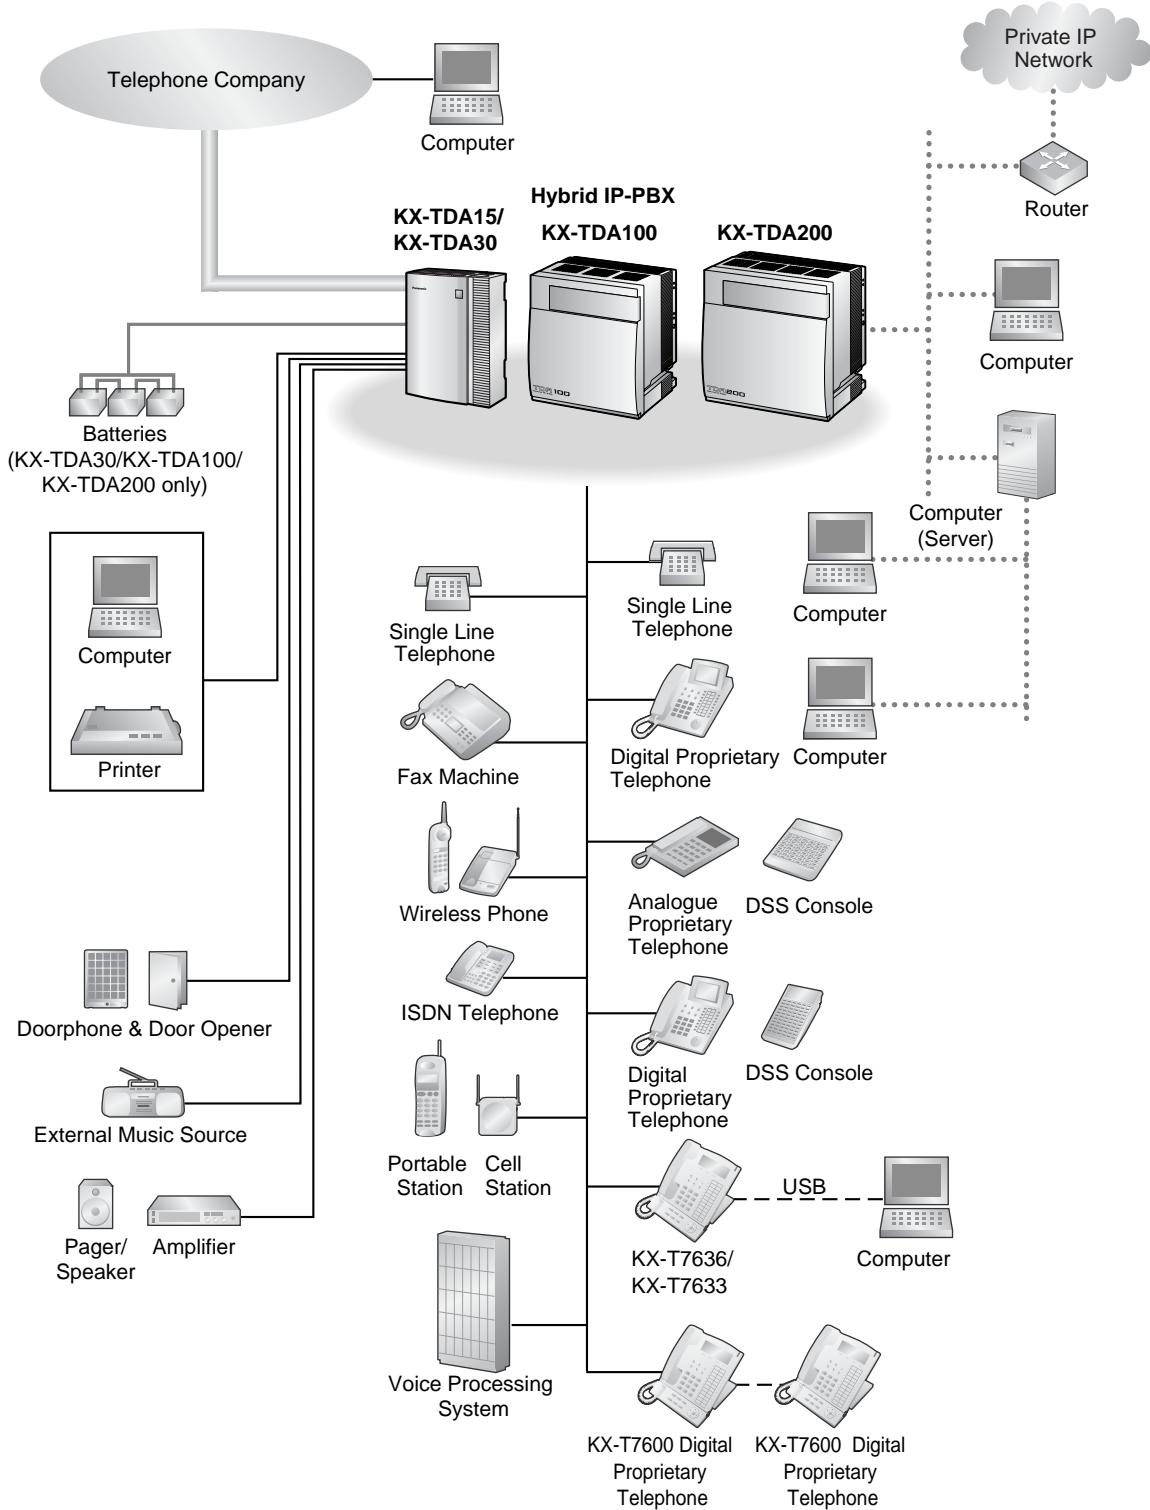 Private IP
Network
Telephone Company
Computer
Router
Hybrid IP-PBX
KX-TDA15/
KX-TDA30
KX-TDA100
KX-TDA200
Computer
Batteries
(KX-TDA30/KX-TDA100/
KX-TDA200 only)
Computer
(Server)
Computer
Printer
Single Line
Telephone
Single Line
Telephone
Computer
Fax Machine
Digital Proprietary
Telephone
Computer
Wireless Phone
Analogue
Proprietary
Telephone
DSS Console
Doorphone & Door Opener
ISDN Telephone
Digital
Proprietary
Telephone
DSS Console
External Music Source
Portable
Station
Cell
Station
Pager/
Speaker
Amplifier
USB
KX-T7636/
KX-T7633
Computer
Voice Processing
System
KX-T7600 Digital
Proprietary
Telephone
KX-T7600 Digital
Proprietary
Telephone